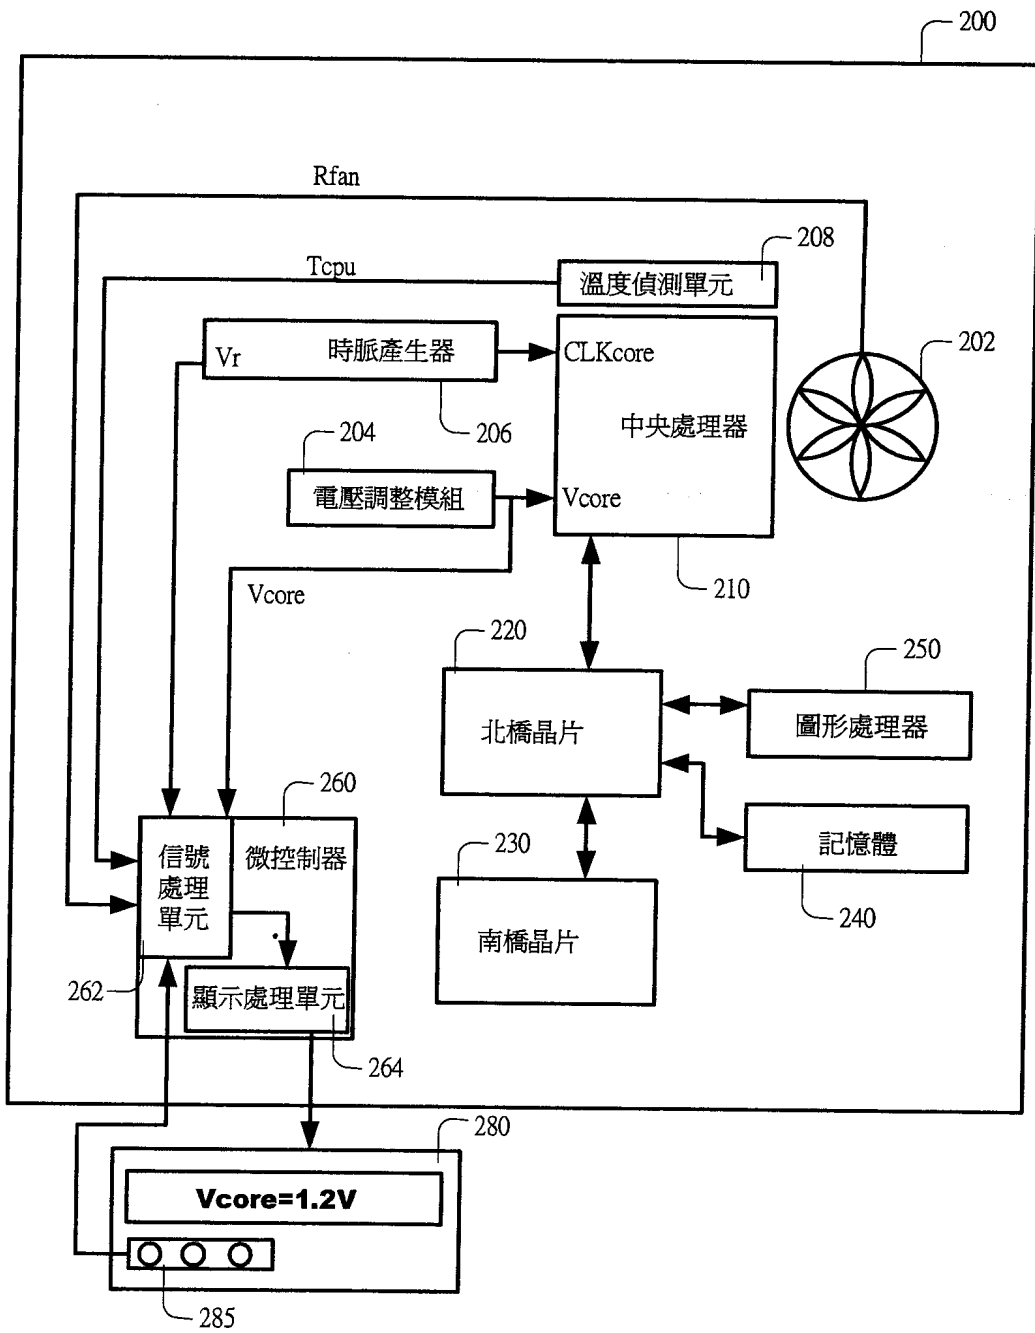 200
Rfan
208
Tcpu
溫度偵測單元
202
Vr
時脈產生器
CLKcore
204
206
中央處理器
電壓調整模組
Vcore
Vcore
210
220
250
北橋晶片
圖形處理器
260
230
記憶體
信號
處理
單元
微控制器
240
南橋晶片
262
顯示處理單元
264
280
Vcore=1.2V
285